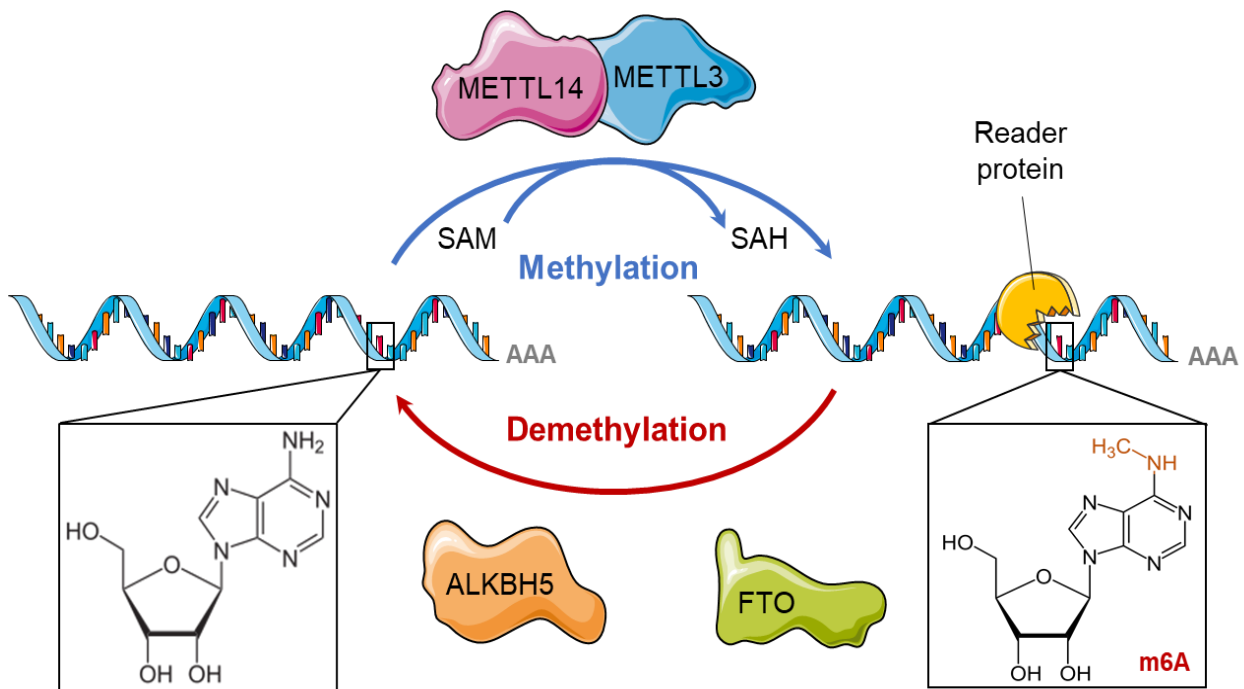 METTL14
METTL3
Reader
protein
SAM
SAH
Methylation
AAA
AAA
Demethylation
NH₂
N
N
N
N
HO
O
OH
OH
H₃C
NH
N
N
N
N
HO
O
OH
OH
m6A
ALKBH5
FTO